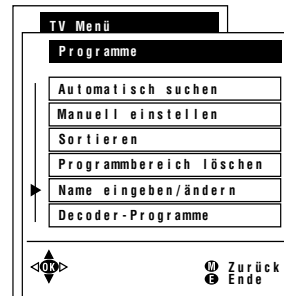 TV Menü
Programme
Automatisch suchen
Manuell einstellen
Sortieren
Programmbereich löschen
Name eingeben/ändern
Decoder-Programme
OK
M Zurück
E Ende